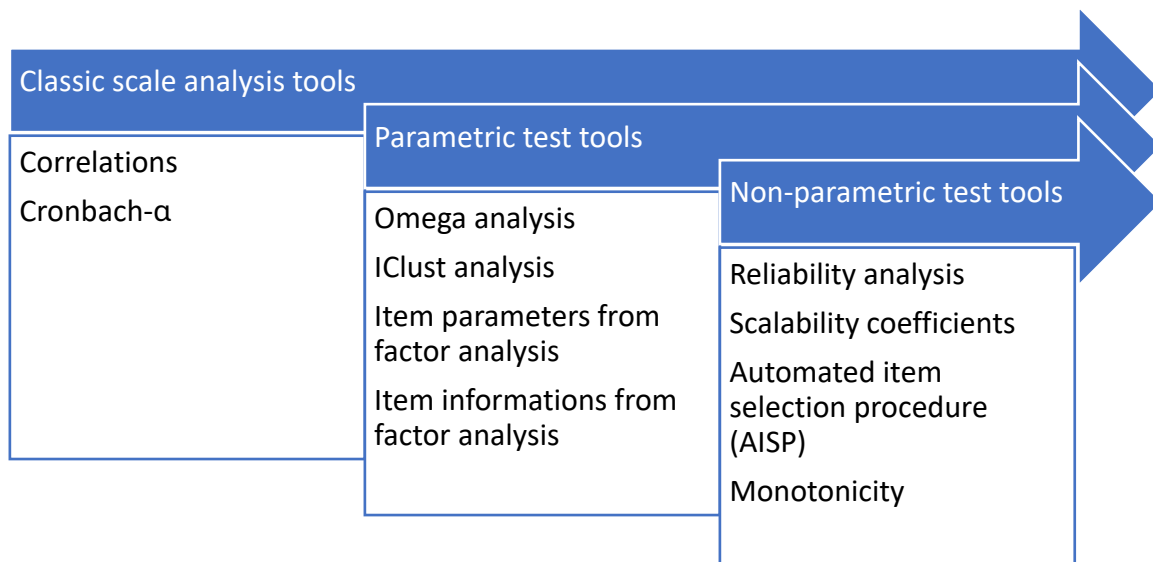 Classic scale analysis tools
Correlations
Cronbach-α
Parametric test tools
Omega analysis
IClust analysis
Item parameters from
factor analysis
Item informations from
factor analysis
Non-parametric test tools
Reliability analysis
Scalability coefficients
Automated item
selection procedure
(AISP)
Monotonicity